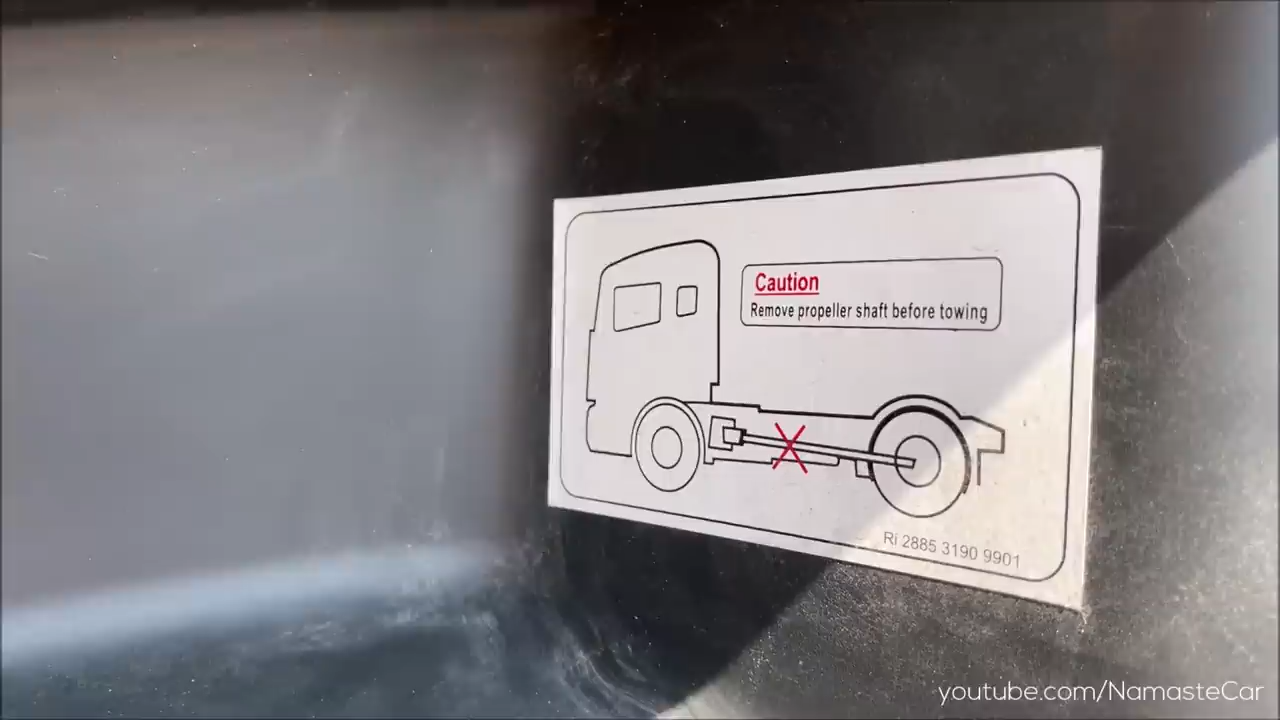 Caution
Remove propeller shaft before towing
Ri 2885 3190 9901
youtube.com/NamasteCar